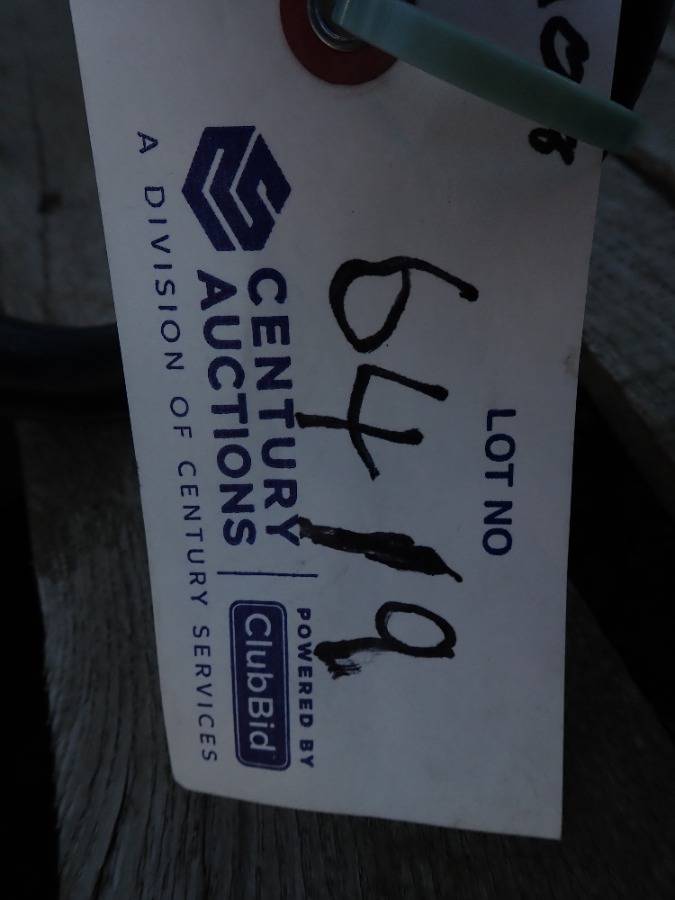 LOT NO
6419
CENTURY
AUCTIONS
POWERED BY
ClubBid
A DIVISION OF CENTURY SERVICES